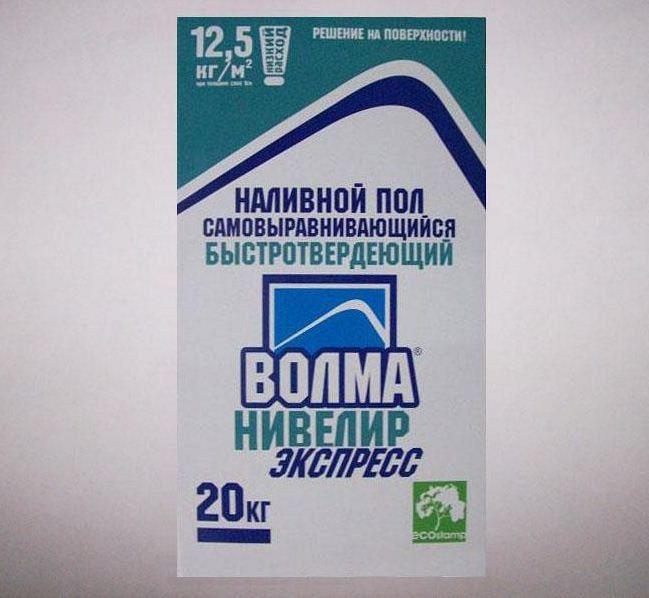 12,5
кг/м²
НИЗКИЙ
РАСХОД
РЕШЕНИЕ НА ПОВЕРХНОСТИ!
НАЛИВНОЙ ПОЛ
САМОВЫРАВНИВАЮЩИЙСЯ
БЫСТРОТВЕРДЕЮЩИЙ
ВОЛМА®
НИВЕЛИР
ЭКСПРЕСС
20КГ
ecostamp